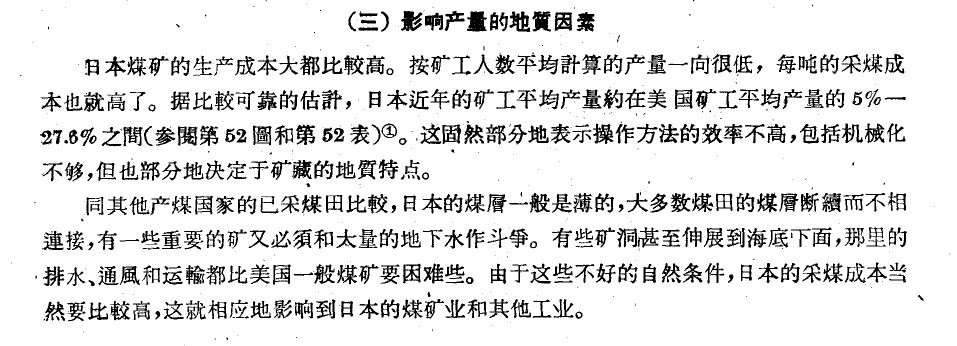 （三）影响产量的地質因素
日本煤矿的生产成本大都比較高。按矿工人数平均計算的产量一向很低，每吨的采煤成
本也就高了。据比較可靠的估計，日本近年的矿工平均产量約在美国矿工平均产量的5%—
27.6%之間(参閱第52圖和第52表)①。这固然部分地表示操作方法的效率不高，包括机械化
不够，但也部分地决定于矿藏的地質特点。
同其他产煤国家的已采煤田比較，日本的煤層一般是薄的，大多数煤田的煤層断續而不相
連接，有一些重要的矿又必須和大量的地下水作斗爭。有些矿洞甚至伸展到海底下面，那里的
排水、通風和运輸都比美国一般煤矿要困难些。由于这些不好的自然条件，日本的采煤成本当
然要比較高，这就相应地影响到日本的煤矿业和其他工业。